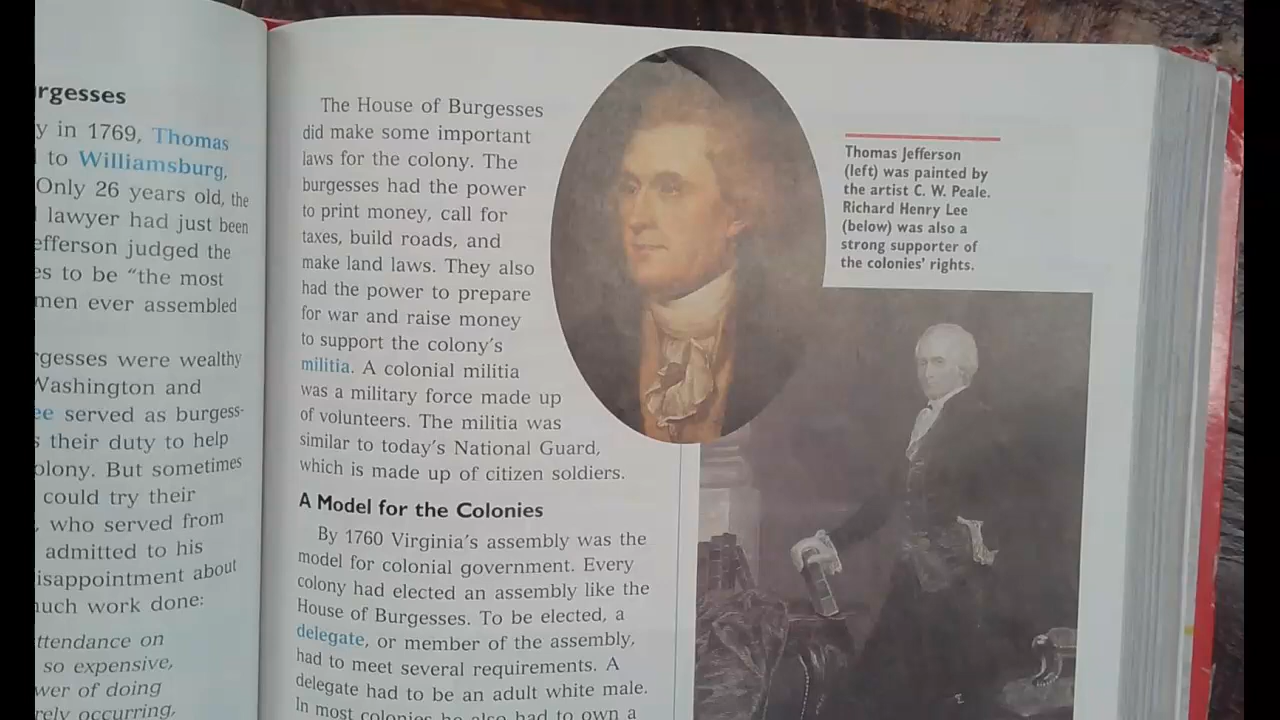 rgesses
y in 1769, Thomas
to Williamsburg,
Only 26 years old, the
lawyer had just been
efferson judged the
es to be “the most
men ever assembled
rgesses were wealthy
Washington and
ee served as burgess-
s their duty to help
olony. But sometimes
could try their
, who served from
admitted to his
isappointment about
much work done:
ttendance on
so expensive,
wer of doing
rely occurring,
The House of Burgesses
did make some important
laws for the colony. The
burgesses had the power
to print money, call for
taxes, build roads, and
make land laws. They also
had the power to prepare
for war and raise money
to support the colony’s
militia. A colonial militia
was a military force made up
of volunteers. The militia was
similar to today’s National Guard,
which is made up of citizen soldiers.
A Model for the Colonies
By 1760 Virginia’s assembly was the
model for colonial government. Every
colony had elected an assembly like the
House of Burgesses. To be elected, a
delegate, or member of the assembly,
had to meet several requirements. A
delegate had to be an adult white male.
In most colonies he also had to own a
Thomas Jefferson
(left) was painted by
the artist C. W. Peale.
Richard Henry Lee
(below) was also a
strong supporter of
the colonies’ rights.